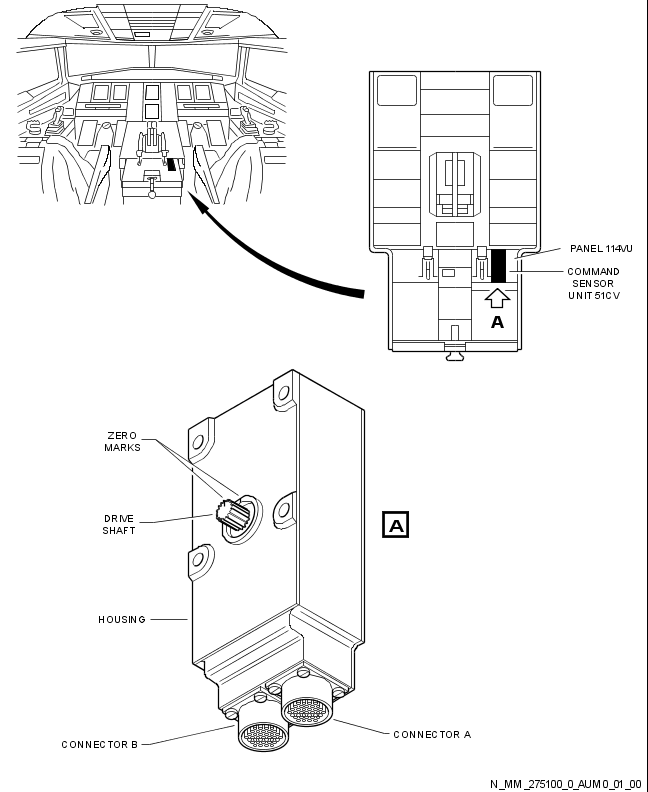 PANEL 114VU
COMMAND
SENSOR
UNIT 51CV
A
ZERO
MARKS
DRIVE
SHAFT
A
HOUSING
CONNECTOR A
CONNECTOR B
N_MM_275100_0_AUM0_01_00